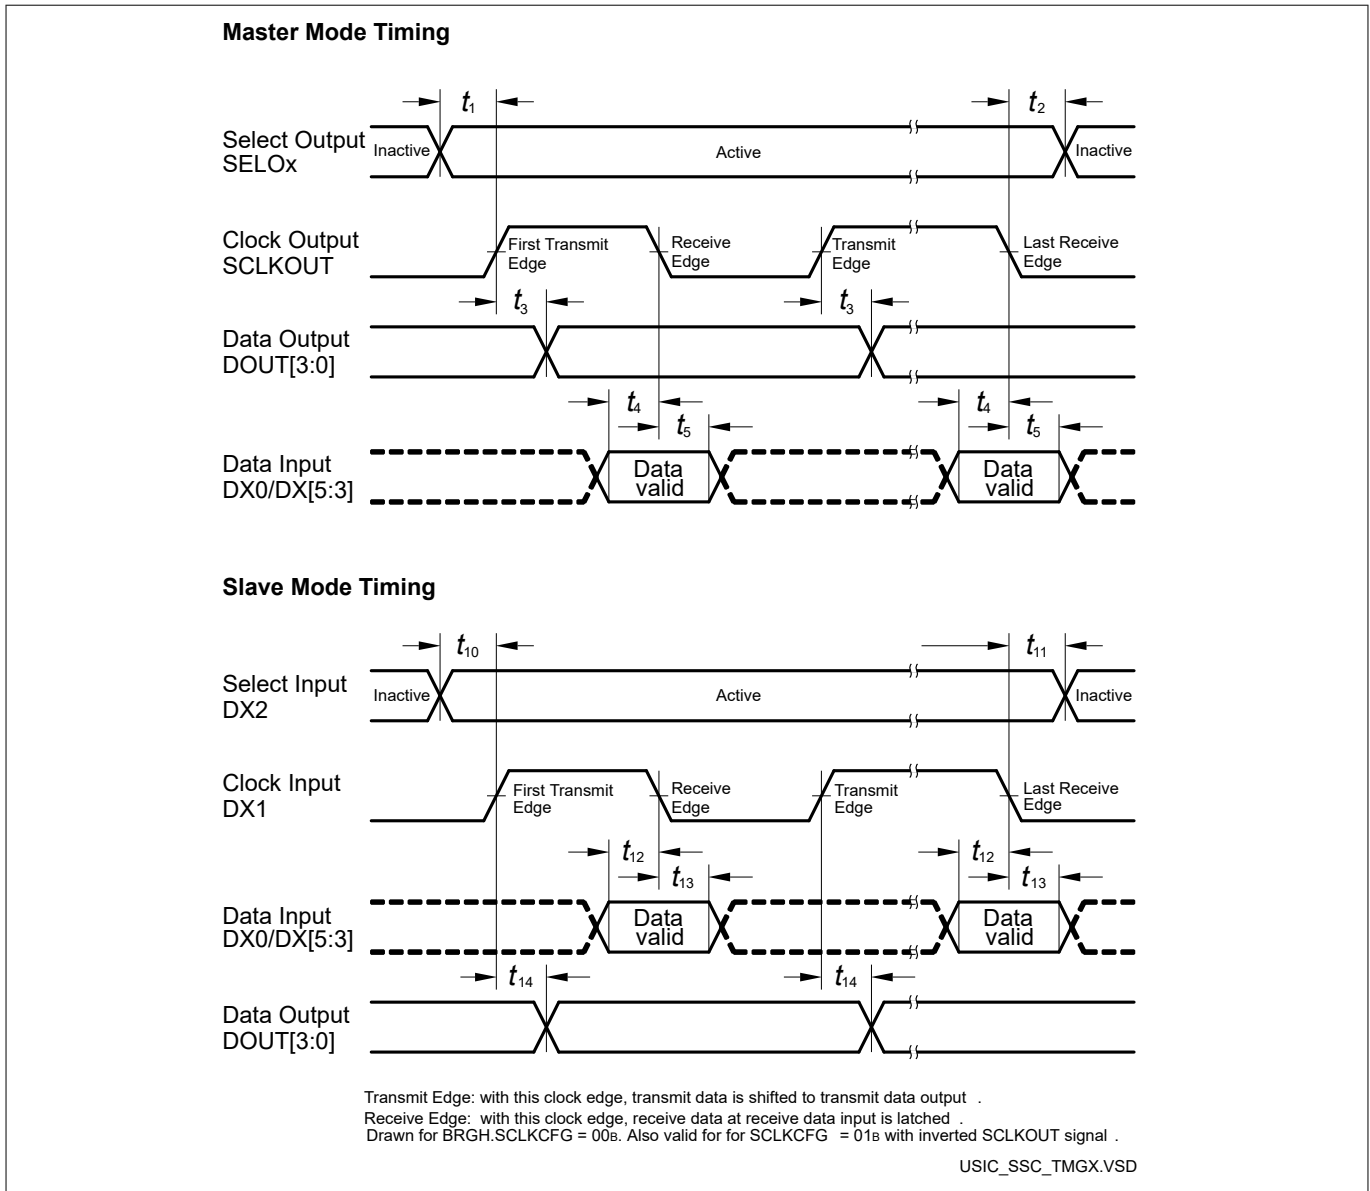 Master Mode Timing
t1
t2
Select Output
SELOx
Inactive
Active
Inactive
Clock Output
SCLKOUT
First Transmit
Edge
Receive
Edge
Transmit
Edge
Last Receive
Edge
t3
t3
Data Output
DOUT[3:0]
t4
t5
t4
t5
Data Input
DX0/DX[5:3]
Data
valid
Data
valid
Slave Mode Timing
t10
t11
Select Input
DX2
Inactive
Active
Inactive
Clock Input
DX1
First Transmit
Edge
Receive
Edge
Transmit
Edge
Last Receive
Edge
t12
t13
t12
t13
Data Input
DX0/DX[5:3]
Data
valid
Data
valid
t14
t14
Data Output
DOUT[3:0]
Transmit Edge: with this clock edge, transmit data is shifted to transmit data output .
Receive Edge: with this clock edge, receive data at receive data input is latched .
Drawn for BRGH.SCLKCFG = 00B. Also valid for for SCLKCFG = 01B with inverted SCLKOUT signal .
USIC_SSC_TMGX.VSD